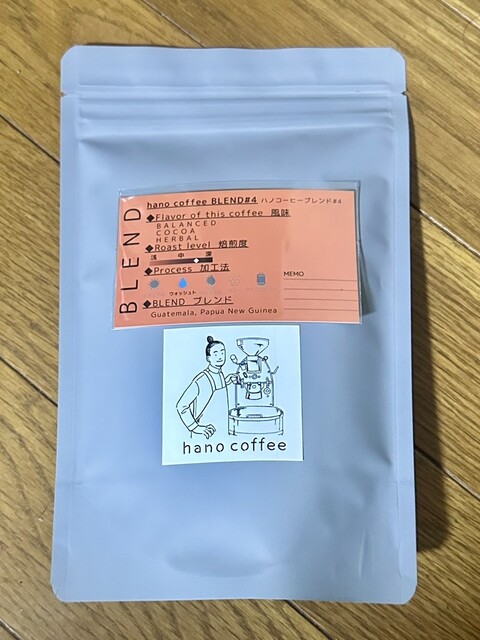 BLEND
hano coffee BLEND#4 ハノコーヒーブレンド#4
◆Flavor of this coffee 風味
BALANCED
COCOA
HERBAL
◆Roast level 焙煎度
浅 中 深
◆Process 加工法
ウォッシュト
◆BLEND ブレンド
Guatemala, Papua New Guinea
MEMO
hano coffee